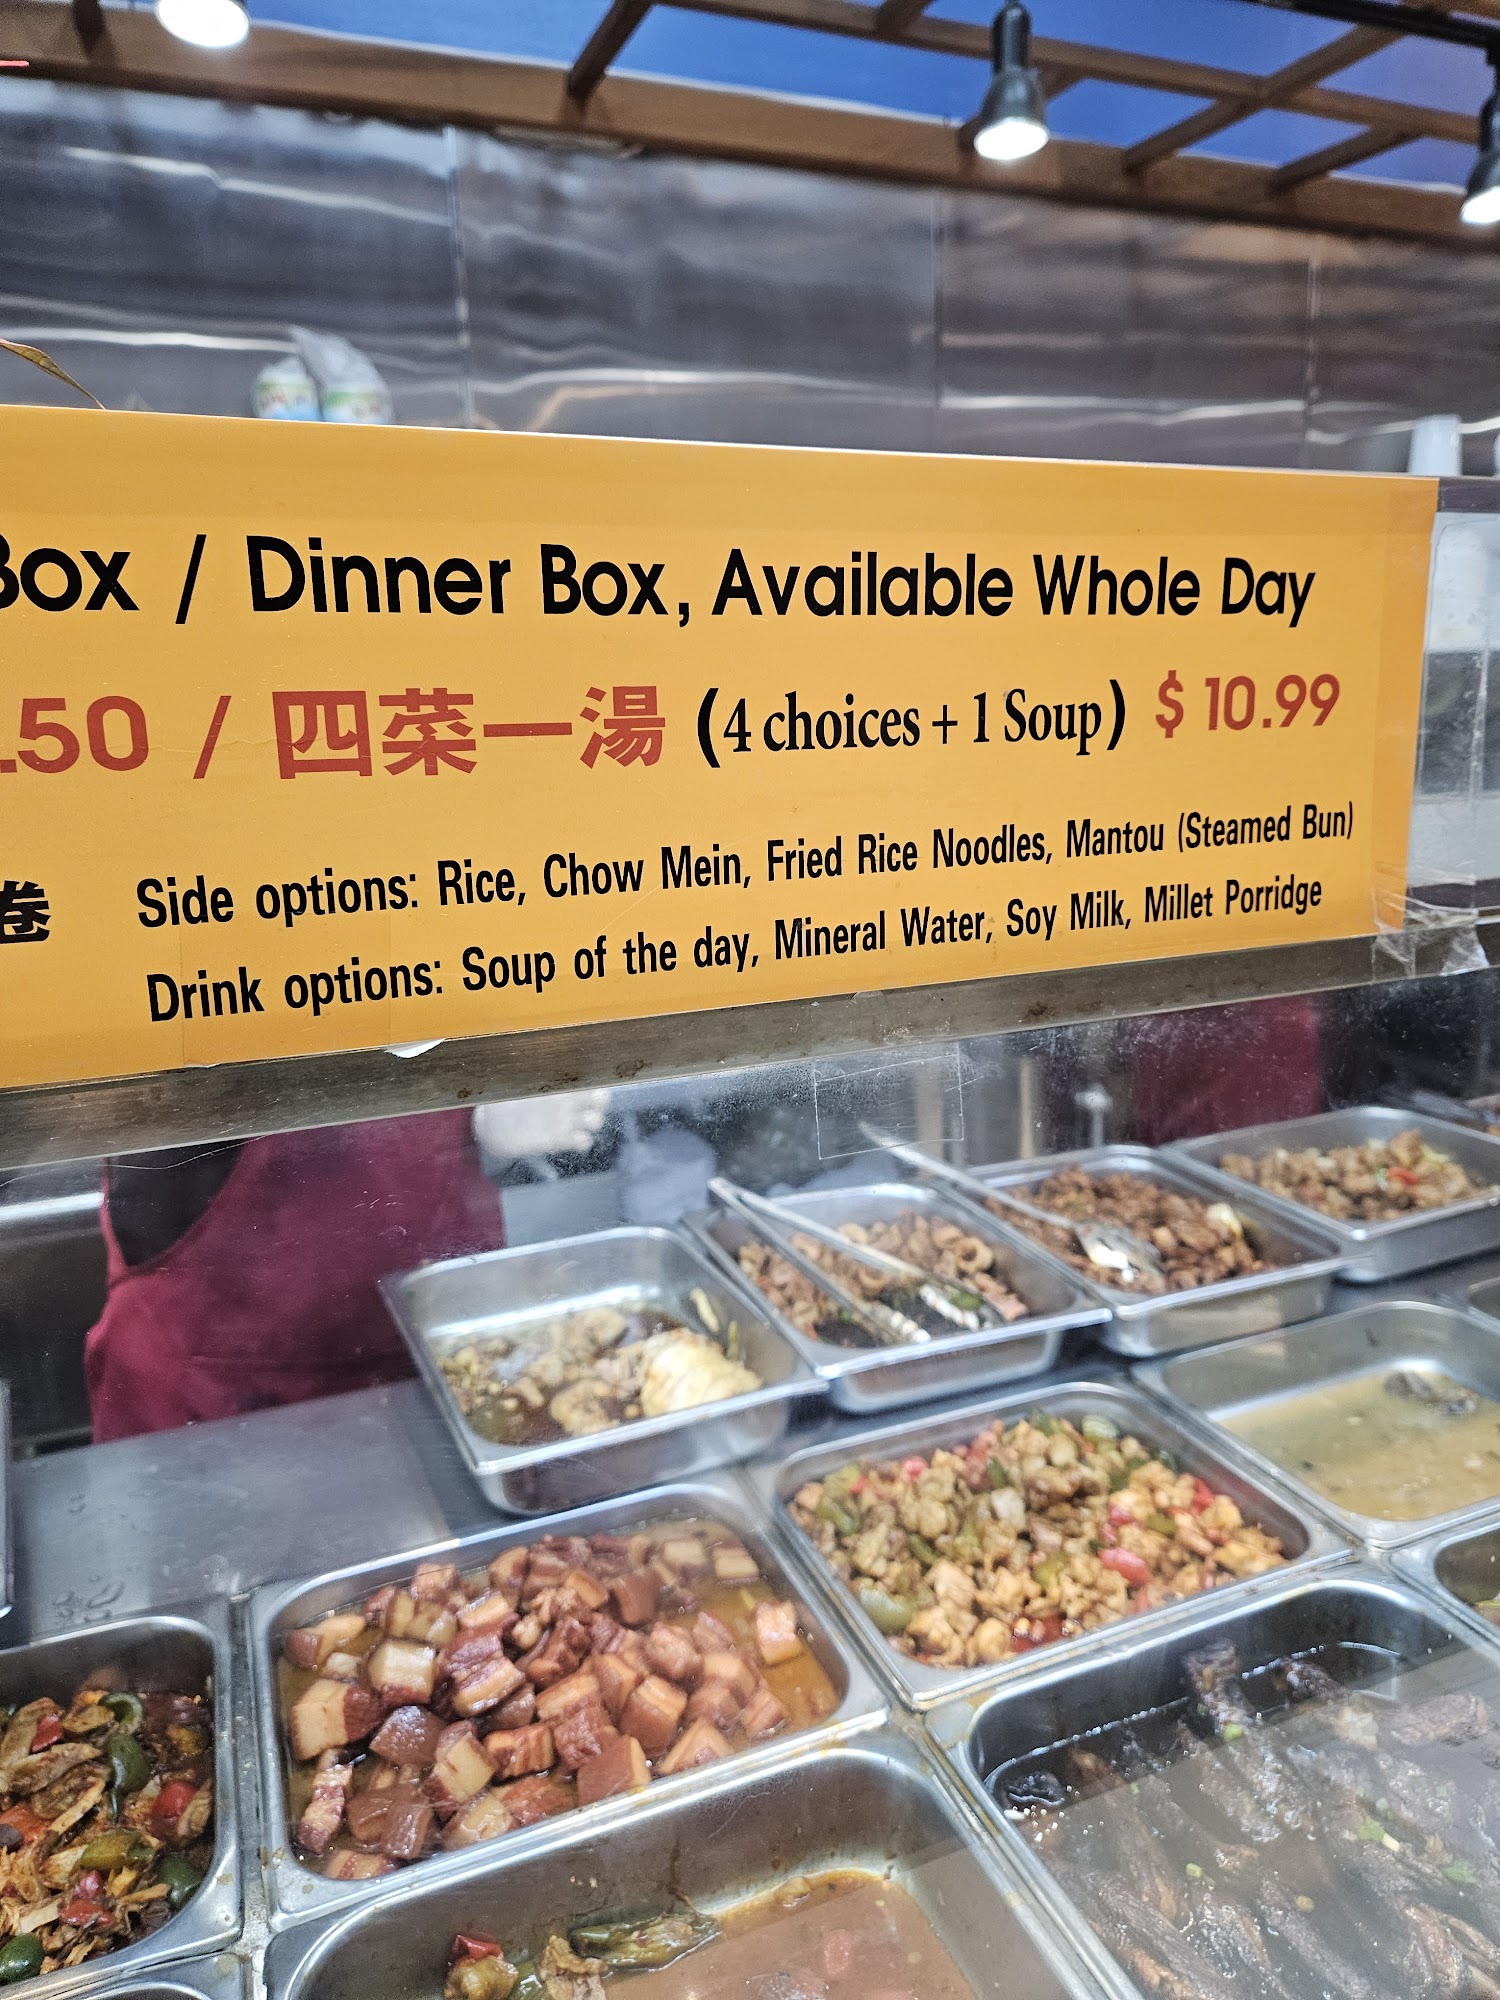 Box / Dinner Box, Available Whole Day
.50 / 四菜一湯 (4 choices + 1 Soup) $ 10.99
卷 Side options: Rice, Chow Mein, Fried Rice Noodles, Mantou (Steamed Bun)
Drink options: Soup of the day, Mineral Water, Soy Milk, Millet Porridge